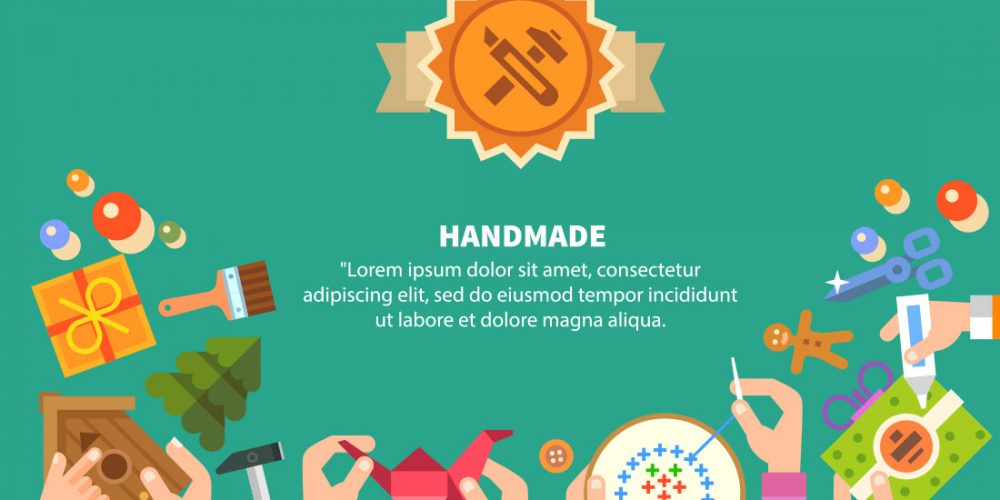 HANDMADE
"Lorem ipsum dolor sit amet, consectetur
adipiscing elit, sed do eiusmod tempor incididunt
ut labore et dolore magna aliqua.